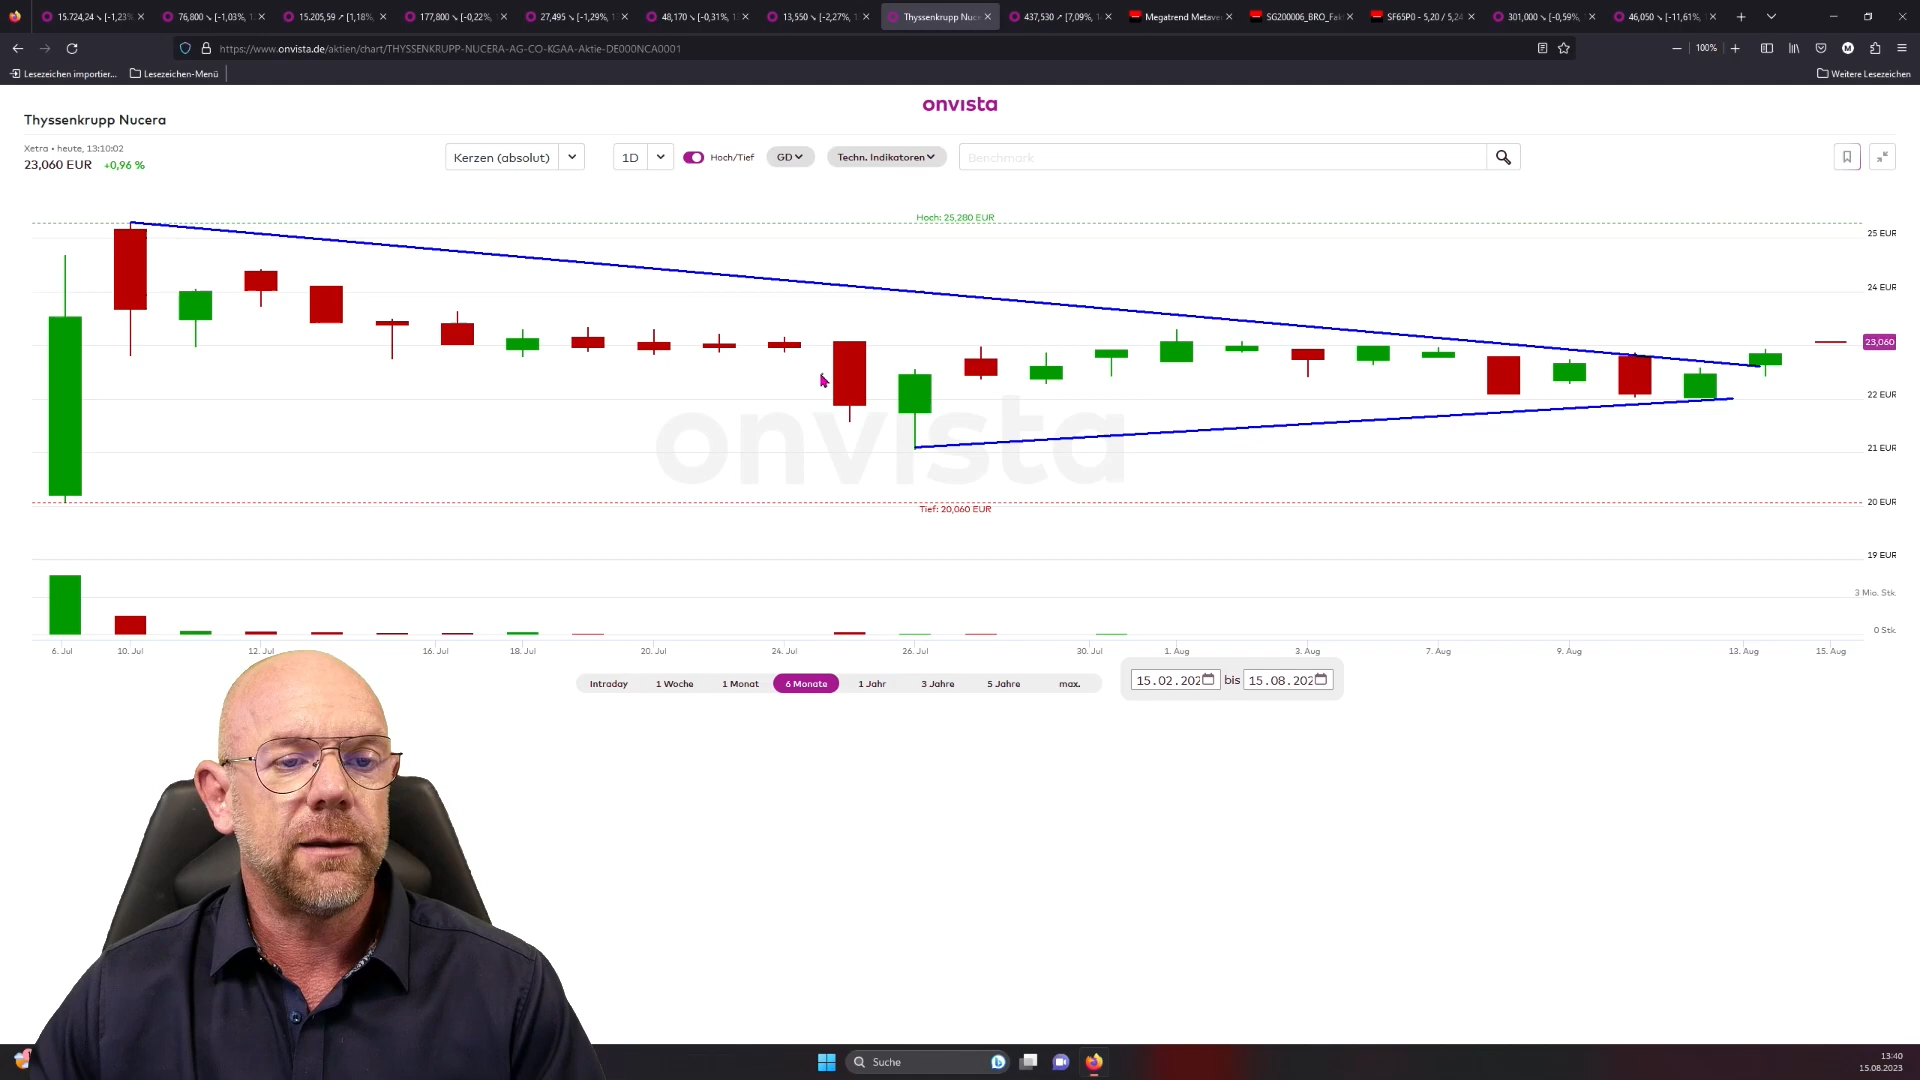 15.724,24 ↘ [-1,23%
76,800 ↘ [-1,03%,
15.205,59 ↗ [1,18%,
177,800 ↘ [-0,22%,
27,495 ↘ [-1,29%, 1
48,170 ↘ [-0,31%, 1
13,550 ↘ [-2,27%,
Thyssenkrupp Nuc
437,530 ↗ [7,09%,
Megatrend Metave
SG200006_BRO_Fal
SF65P0 - 5,20 / 5,24
301,000 ↘ [-0,59%,
46,050 ↘ [-11,61%,
https://www.onvista.de/aktien/chart/THYSSENKRUPP-NUCERA-AG-CO-KGAA-Aktie-DE000NCA0001
100%
M
Lesezeichen importier...
Lesezeichen-Menü
Weitere Lesezeichen
onvista
Thyssenkrupp Nucera
Xetra • heute, 13:10:02
23,060 EUR +0,96 %
Kerzen (absolut)
1D
Hoch/Tief
GD
Techn. Indikatoren
Benchmark
Hoch: 25,280 EUR
25 EUR
24 EUR
23,060
22 EUR
21 EUR
20 EUR
19 EUR
onvista
Tief: 20,060 EUR
3 Mio. Stk.
0 Stk.
6. Jul 10. Jul 12. Jul 16. Jul 18. Jul 20. Jul 24. Jul 26. Jul 30. Jul 1. Aug 3. Aug 7. Aug 9. Aug 13. Aug 15. Aug
Intraday 1 Woche 1 Monat 6 Monate 1 Jahr 3 Jahre 5 Jahre max.
15.02.202 bis 15.08.202
Suche
13:40
15.08.2023